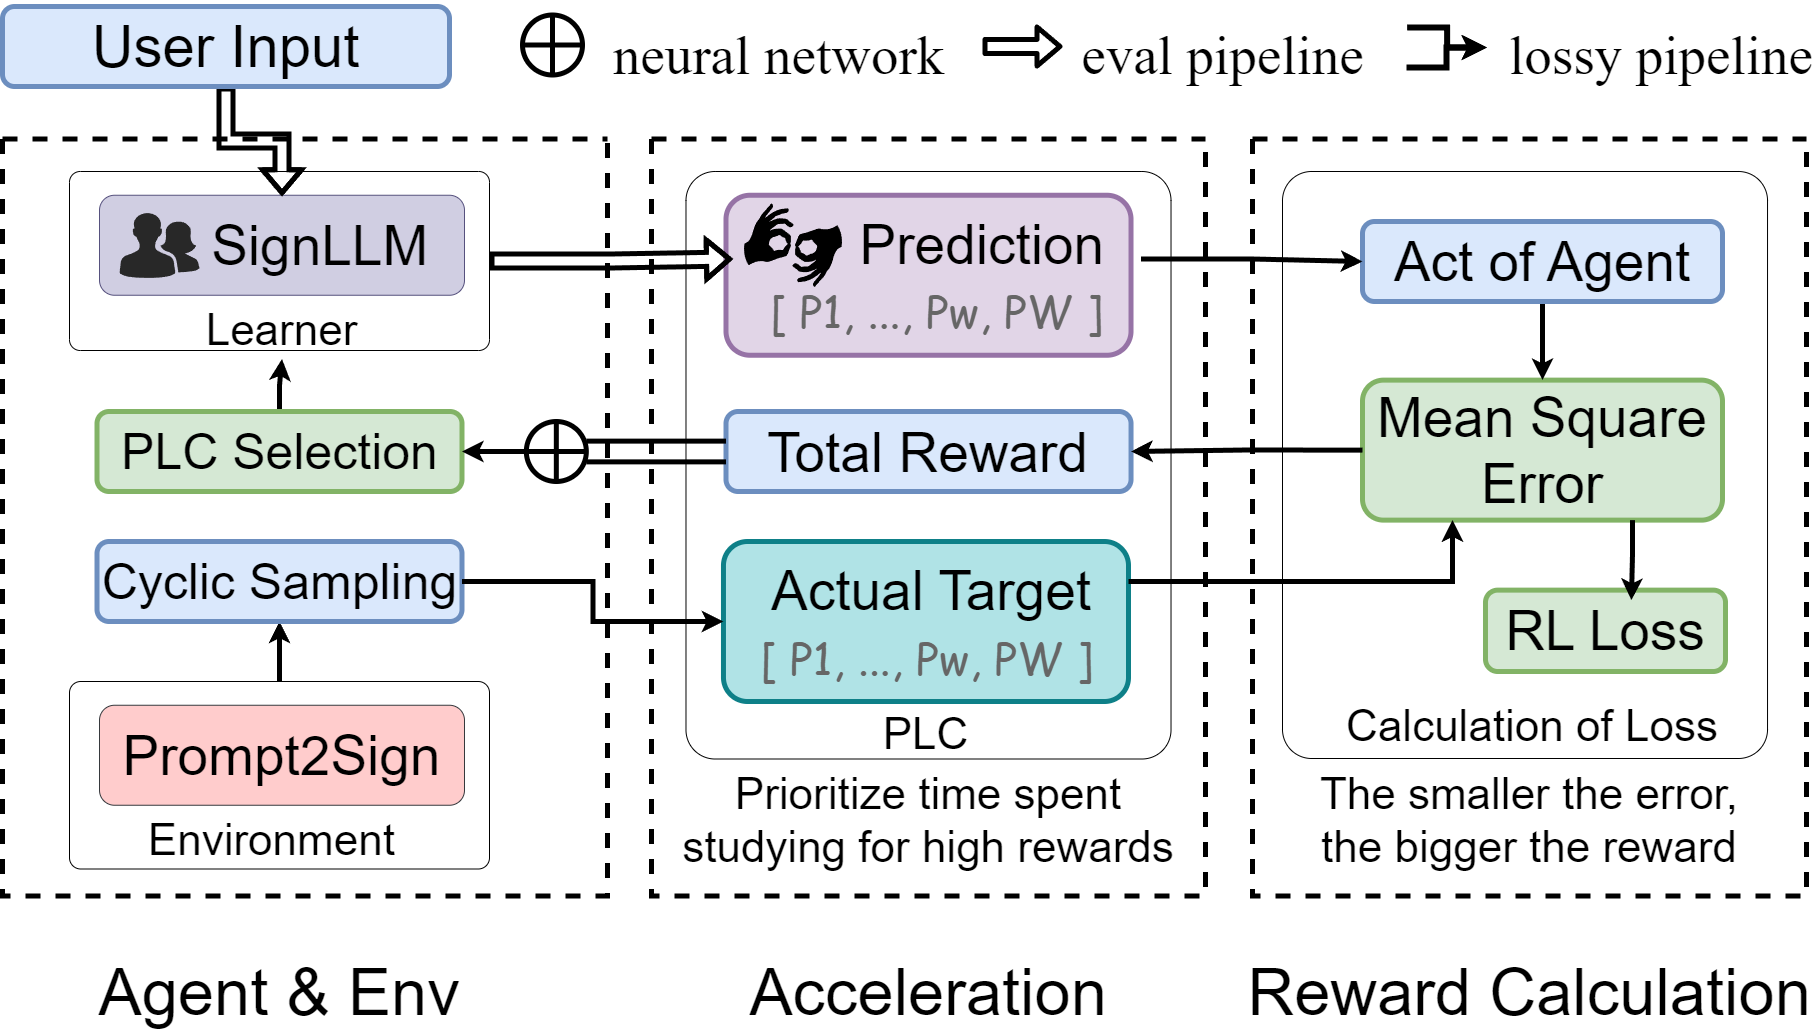 User Input
neural network
eval pipeline
lossy pipeline
SignLLM
Learner
PLC Selection
Cyclic Sampling
Prompt2Sign
Environment
Agent & Env
Prediction
[ P1, ..., Pw, PW ]
Total Reward
Actual Target
[ P1, ..., Pw, PW ]
PLC
Prioritize time spent
studying for high rewards
Acceleration
Act of Agent
Mean Square
Error
RL Loss
Calculation of Loss
The smaller the error,
the bigger the reward
Reward Calculation